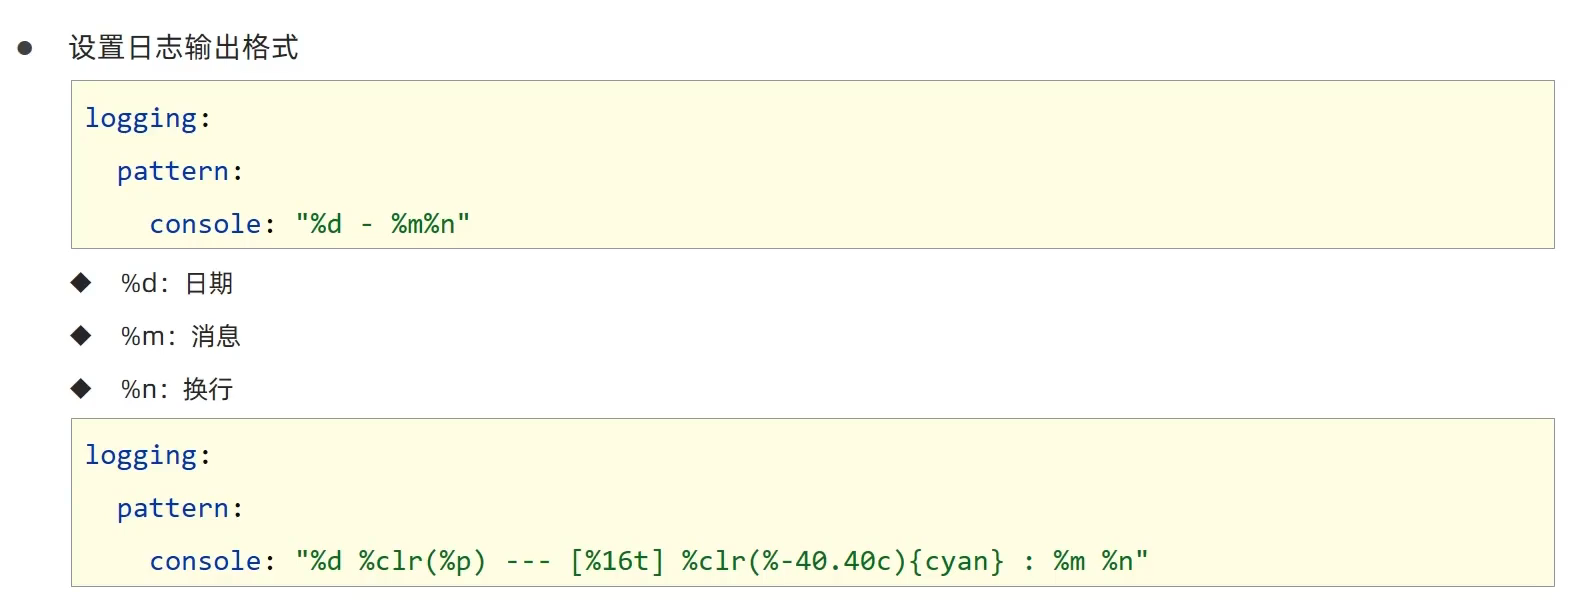 ● 设置日志输出格式
logging:
  pattern:
    console: "%d - %m%n"
◆ %d：日期
◆ %m：消息
◆ %n：换行
logging:
  pattern:
    console: "%d %clr(%p) --- [%16t] %clr(%-40.40c){cyan} : %m %n"